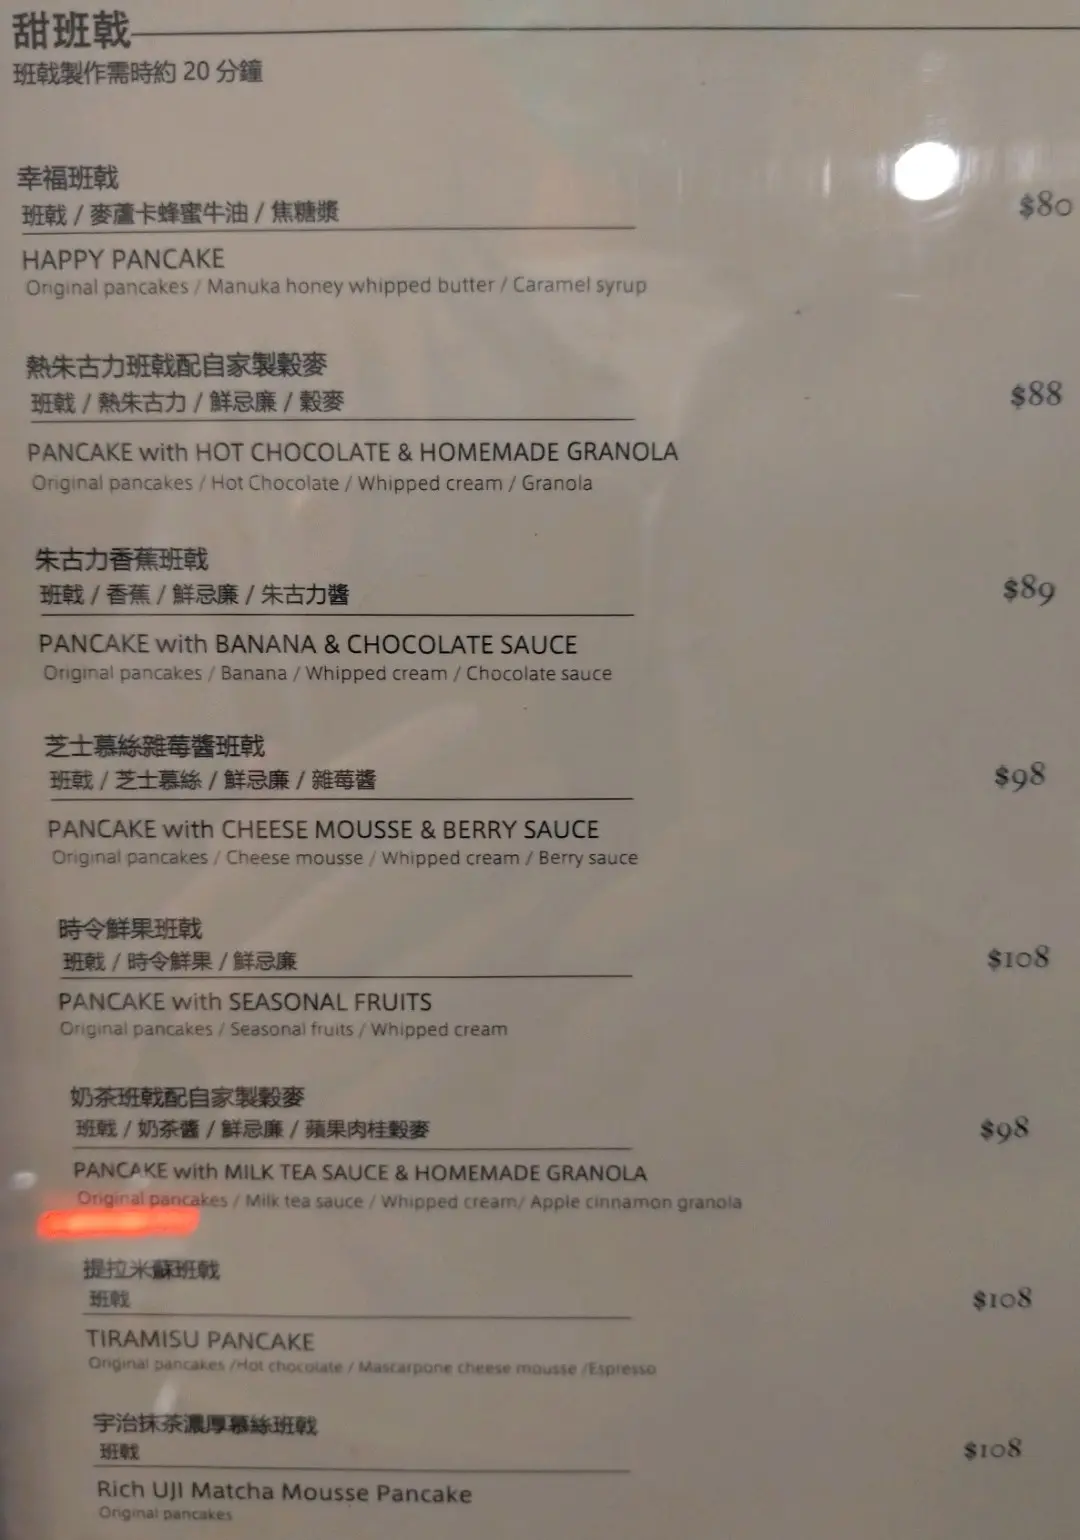 甜班戟
班戟製作需時約 20 分鐘
幸福班戟
班戟 / 麥蘆卡蜂蜜牛油 / 焦糖漿
$80
HAPPY PANCAKE
Original pancakes / Manuka honey whipped butter / Caramel syrup
熱朱古力班戟配自家製穀麥
班戟 / 熱朱古力 / 鮮忌廉 / 穀麥
$88
PANCAKE with HOT CHOCOLATE & HOMEMADE GRANOLA
Original pancakes / Hot Chocolate / Whipped cream / Granola
朱古力香蕉班戟
班戟 / 香蕉 / 鮮忌廉 / 朱古力醬
$89
PANCAKE with BANANA & CHOCOLATE SAUCE
Original pancakes / Banana / Whipped cream / Chocolate sauce
芝士慕絲雜莓醬班戟
班戟 / 芝士慕絲 / 鮮忌廉 / 雜莓醬
$98
PANCAKE with CHEESE MOUSSE & BERRY SAUCE
Original pancakes / Cheese mousse / Whipped cream / Berry sauce
時令鮮果班戟
班戟 / 時令鮮果 / 鮮忌廉
$108
PANCAKE with SEASONAL FRUITS
Original pancakes / Seasonal fruits / Whipped cream
奶茶班戟配自家製穀麥
班戟 / 奶茶醬 / 鮮忌廉 / 蘋果肉桂穀麥
$98
PANCAKE with MILK TEA SAUCE & HOMEMADE GRANOLA
Original pancakes / Milk tea sauce / Whipped cream/ Apple cinnamon granola
提拉米蘇班戟
班戟
$108
TIRAMISU PANCAKE
Original pancakes /Hot chocolate / Mascarpone cheese mousse /Espresso
宇治抹茶濃厚慕絲班戟
班戟
$108
Rich UJI Matcha Mousse Pancake
Original pancakes